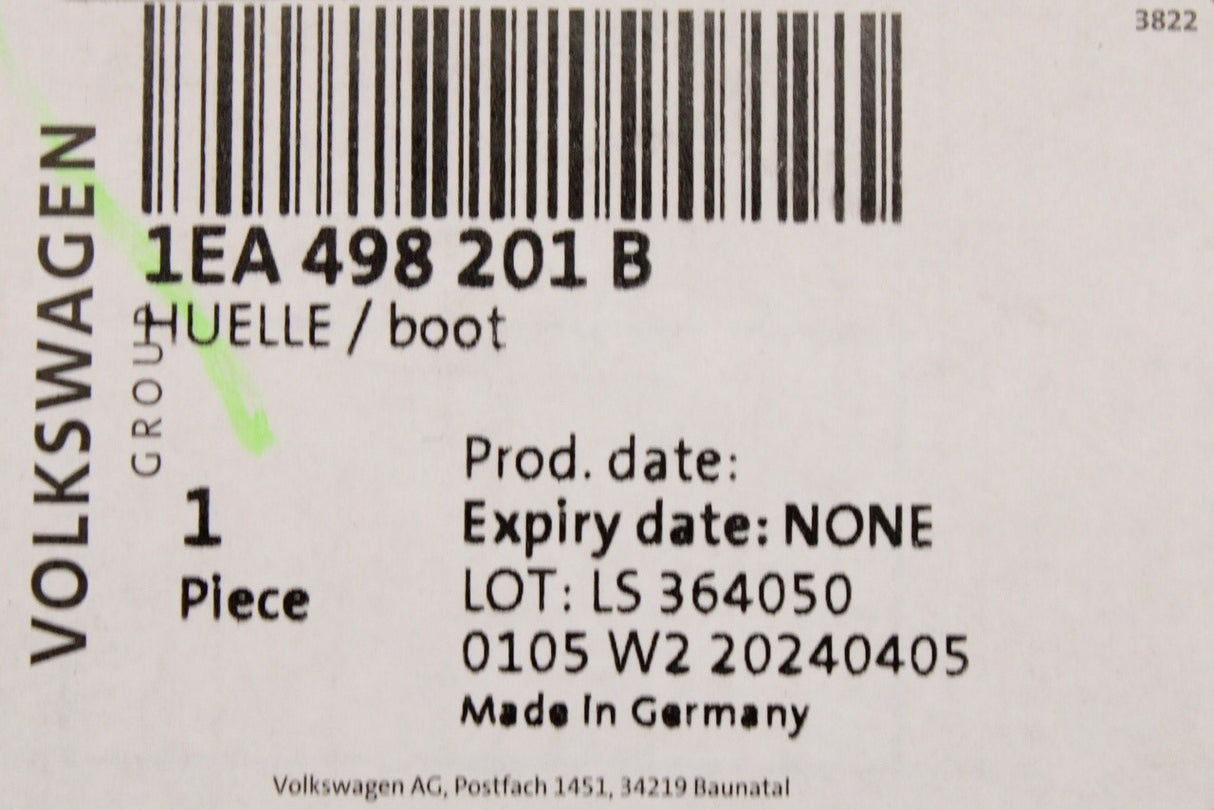 3822
VOLKSWAGEN
GROUP
1EA 498 201 B
HUELLE / boot
1
Piece
Prod. date:
Expiry date: NONE
LOT: LS 364050
0105 W2 20240405
Made in Germany
Volkswagen AG, Postfach 1451, 34219 Baunatal